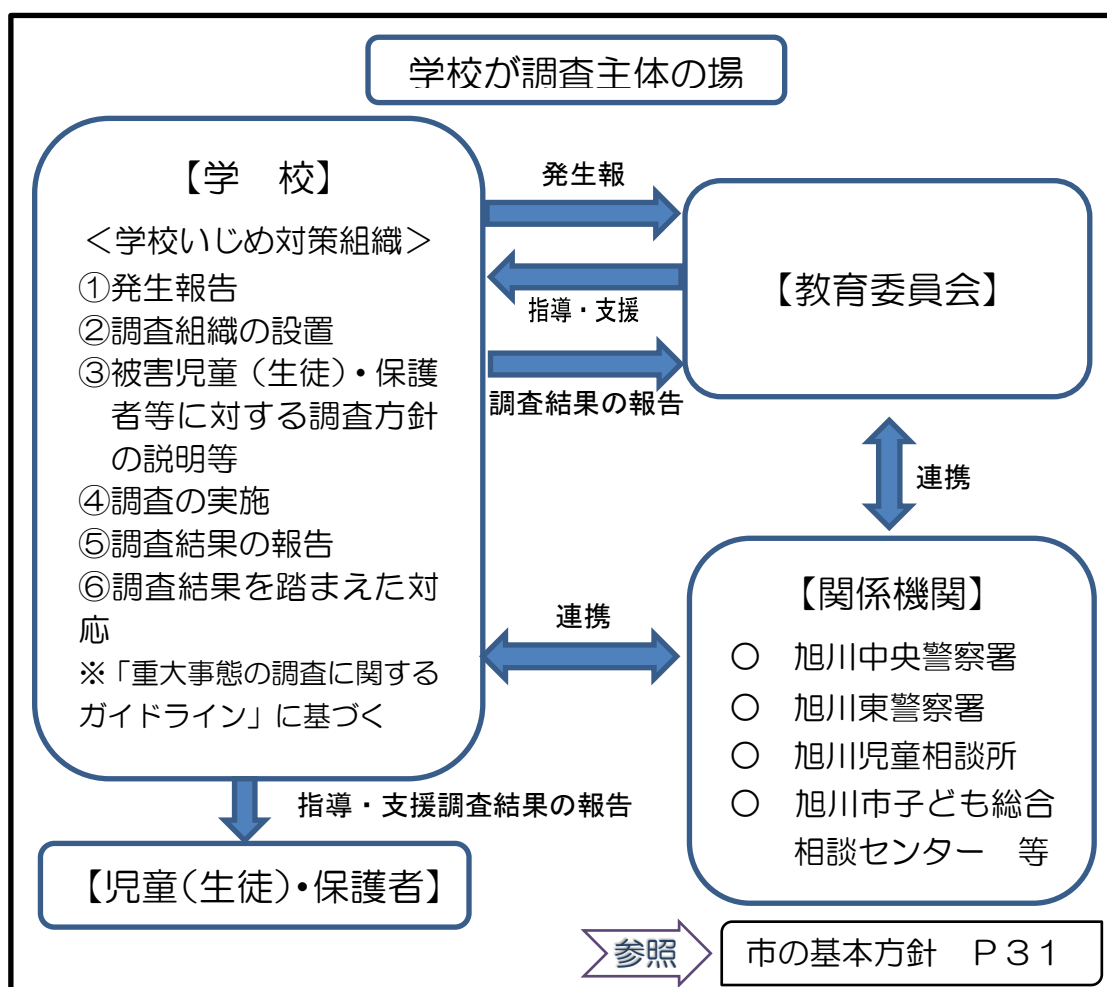 学校が調査主体の場
【学　校】
＜学校いじめ対策組織＞
①発生報告
②調査組織の設置
③被害児童（生徒）・保護
者等に対する調査方針
の説明等
④調査の実施
⑤調査結果の報告
⑥調査結果を踏まえた対
応
※「重大事態の調査に関する
ガイドライン」に基づく
発生報
指導・支援
調査結果の報告
【教育委員会】
連携
連携
【関係機関】
○　旭川中央警察署
○　旭川東警察署
○　旭川児童相談所
○　旭川市子ども総合
相談センター　等
指導・支援調査結果の報告
【児童（生徒）・保護者】
参照
市の基本方針　Ｐ３１